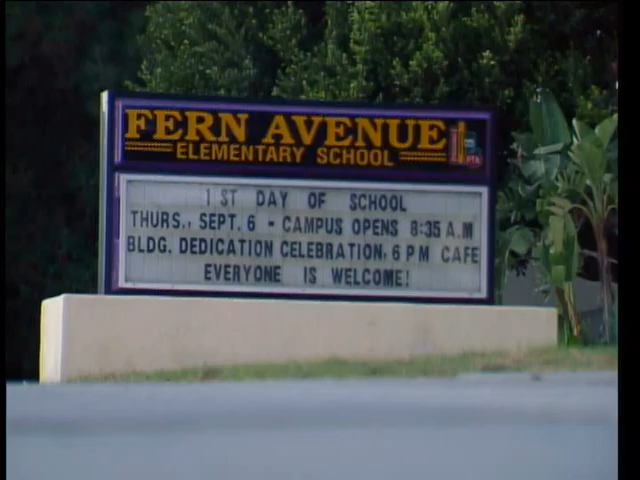 FERN AVENUE
ELEMENTARY SCHOOL
PTA
1 ST DAY OF SCHOOL
THURS., SEPT. 6 - CAMPUS OPENS 8:35 A.M
BLDG. DEDICATION CELEBRATION, 6 PM CAFE
EVERYONE IS WELCOME!